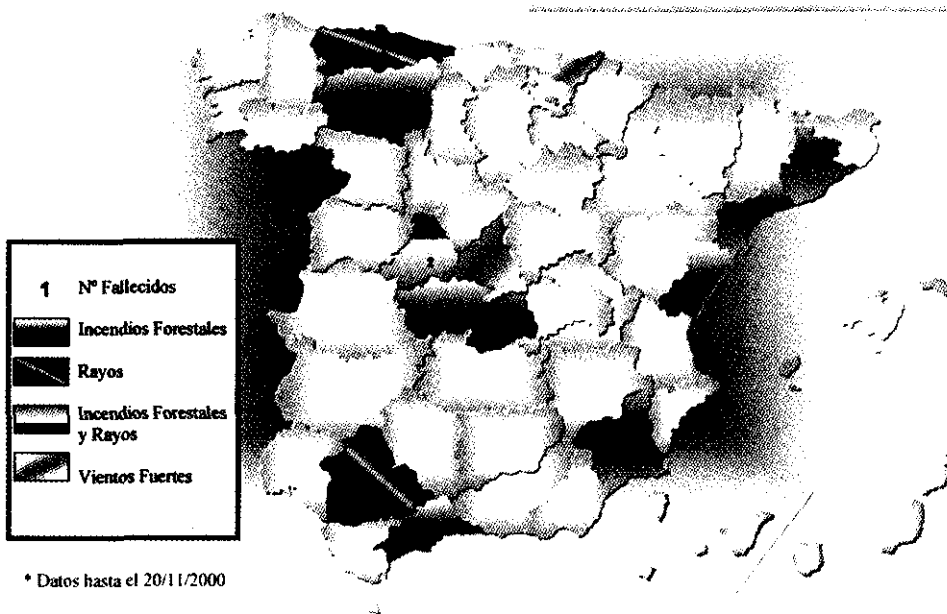 1 Nº Fallecidos
Incendios Forestales
Rayos
Incendios Forestales
y Rayos
Vientos Fuertes
* Datos hasta el 20/11/2000